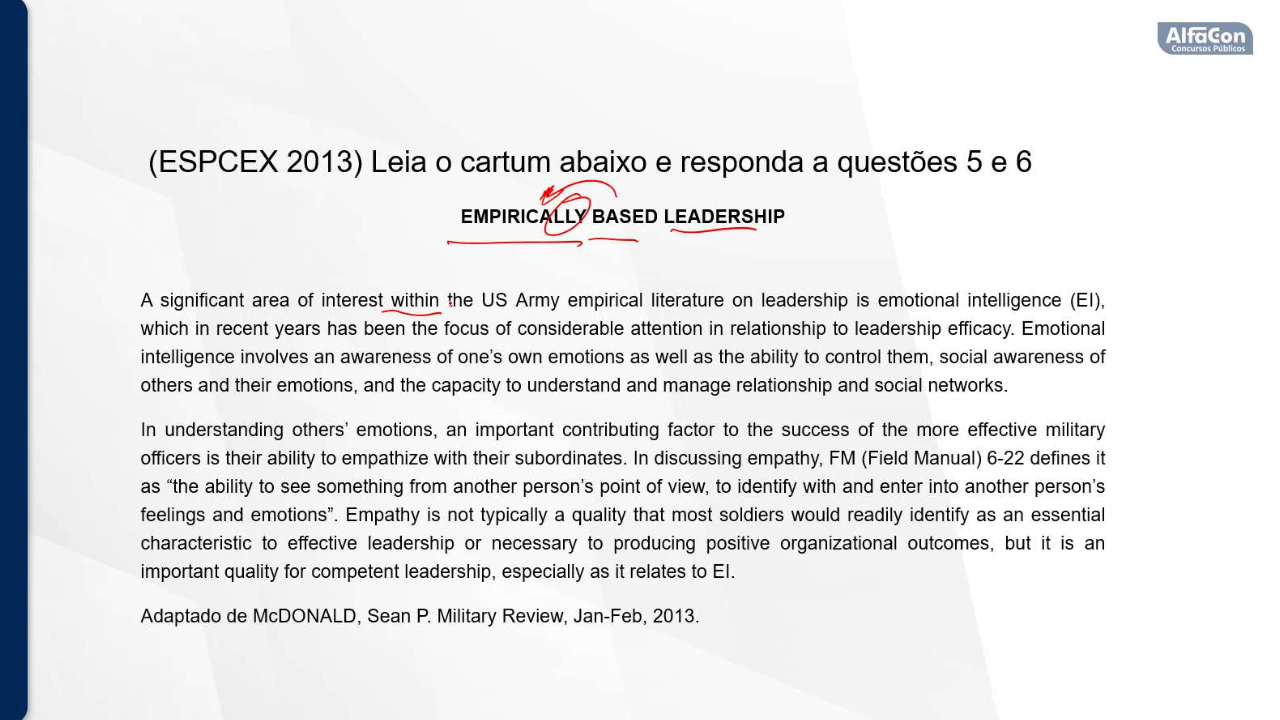 AlfaCon
Concursos Públicos
(ESPCEX 2013) Leia o cartum abaixo e responda a questões 5 e 6
EMPIRICALLY BASED LEADERSHIP
A significant area of interest within the US Army empirical literature on leadership is emotional intelligence (EI),
which in recent years has been the focus of considerable attention in relationship to leadership efficacy. Emotional
intelligence involves an awareness of one’s own emotions as well as the ability to control them, social awareness of
others and their emotions, and the capacity to understand and manage relationship and social networks.
In understanding others’ emotions, an important contributing factor to the success of the more effective military
officers is their ability to empathize with their subordinates. In discussing empathy, FM (Field Manual) 6-22 defines it
as “the ability to see something from another person’s point of view, to identify with and enter into another person’s
feelings and emotions”. Empathy is not typically a quality that most soldiers would readily identify as an essential
characteristic to effective leadership or necessary to producing positive organizational outcomes, but it is an
important quality for competent leadership, especially as it relates to EI.
Adaptado de McDONALD, Sean P. Military Review, Jan-Feb, 2013.